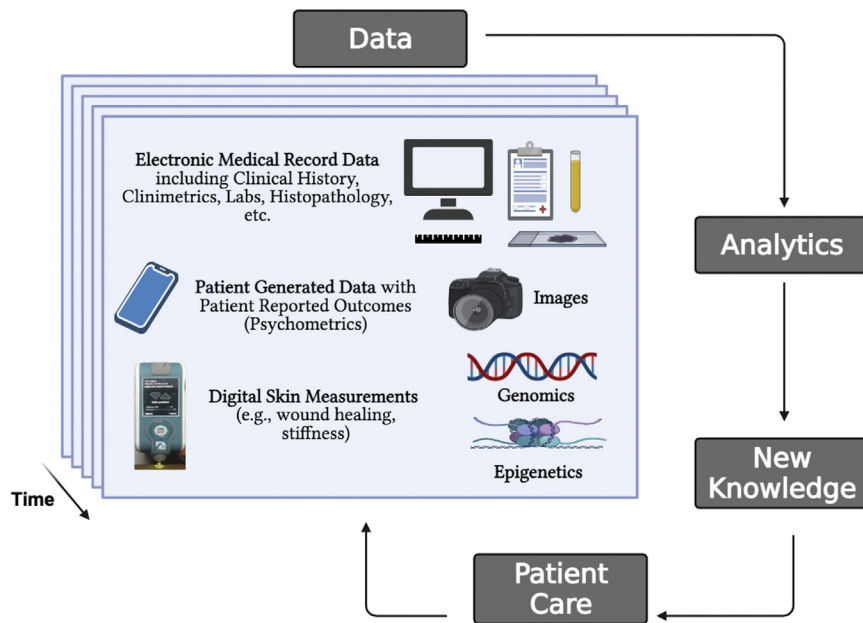 Data
Electronic Medical Record Data
including Clinical History,
Clinimetrics, Labs, Histopathology,
etc.
Patient Generated Data with
Patient Reported Outcomes
(Psychometrics)
Images
Digital Skin Measurements
(e.g., wound healing,
stiffness)
Genomics
Epigenetics
Time
Analytics
New
Knowledge
Patient
Care